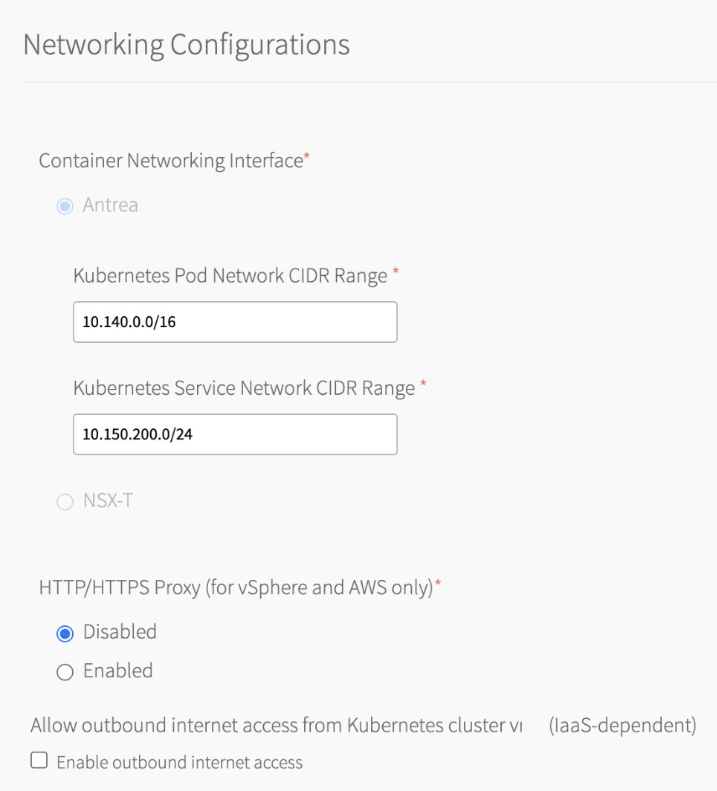 Networking Configurations
Container Networking Interface*
Antrea
Kubernetes Pod Network CIDR Range *
10.140.0.0/16
Kubernetes Service Network CIDR Range *
10.150.200.0/24
NSX-T
HTTP/HTTPS Proxy (for vSphere and AWS only)*
Disabled
Enabled
Allow outbound internet access from Kubernetes cluster (IaaS-dependent)
Enable outbound internet access